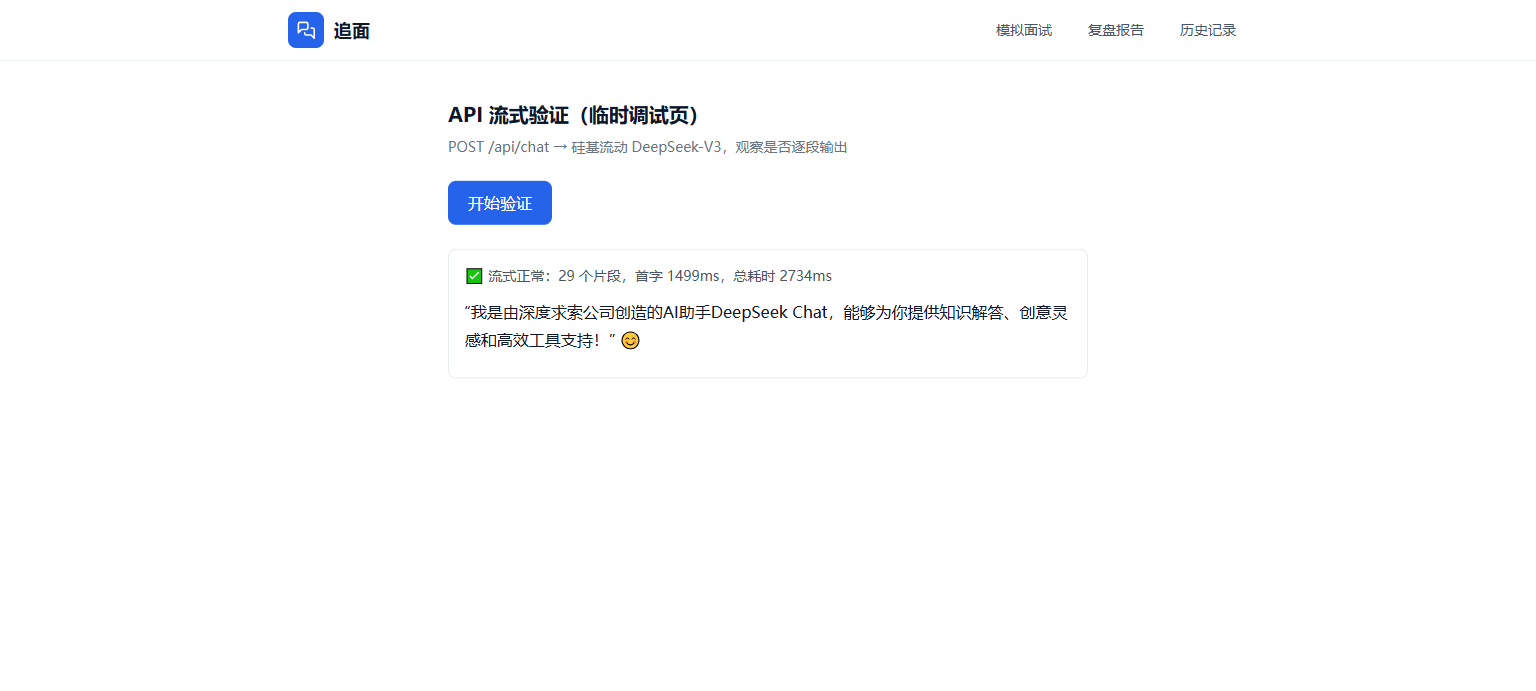 追面
模拟面试
复盘报告
历史记录
API 流式验证（临时调试页）
POST /api/chat → 硅基流动 DeepSeek-V3，观察是否逐段输出
开始验证
✅ 流式正常：29 个片段，首字 1499ms，总耗时 2734ms
“我是由深度求索公司创造的AI助手DeepSeek Chat，能够为你提供知识解答、创意灵
感和高效工具支持！” 😊